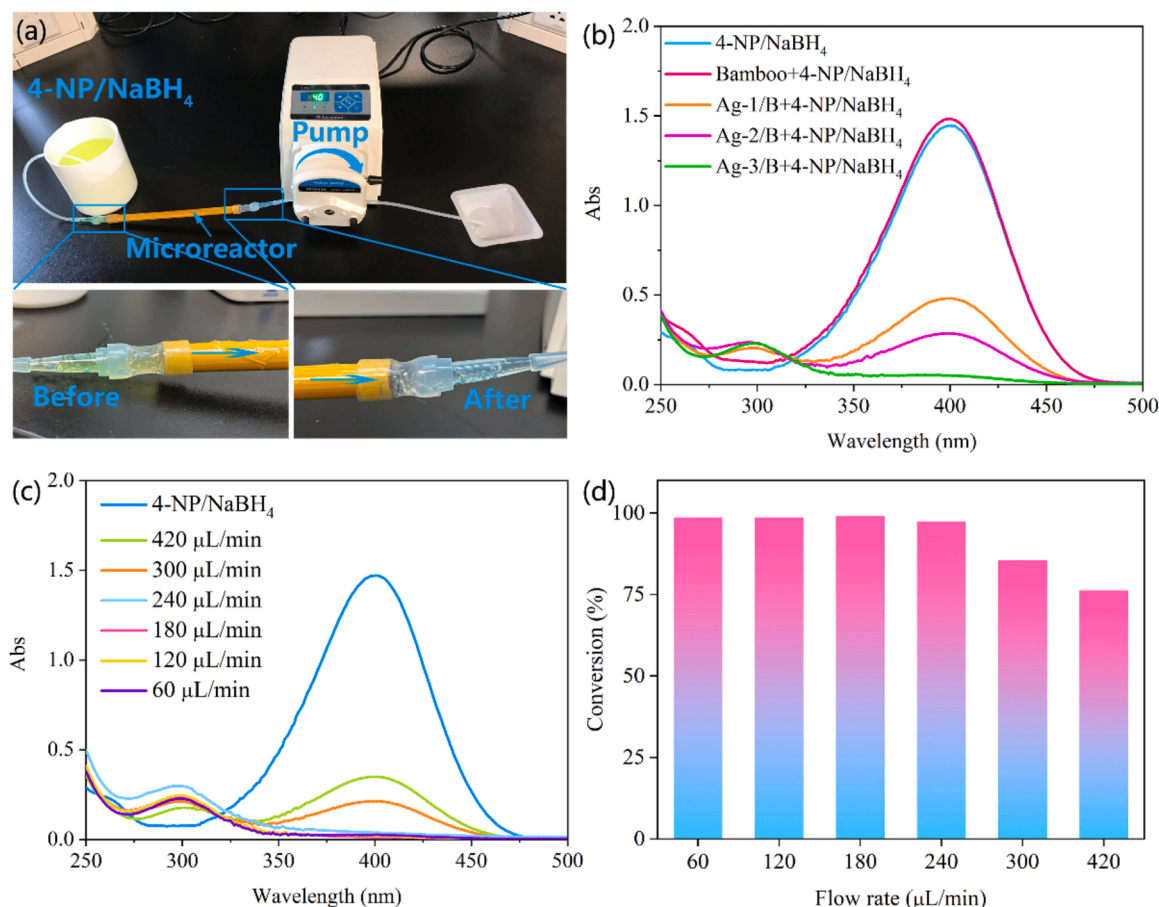 (a)
4-NP/NaBH₄
40
Pump
Microreactor
Before
After
(b)
4-NP/NaBH₄
Bamboo+4-NP/NaBH₄
Ag-1/B+4-NP/NaBH₄
Ag-2/B+4-NP/NaBH₄
Ag-3/B+4-NP/NaBH₄
Abs
2.0
1.5
1.0
0.5
0.0
250 300 350 400 450 500
Wavelength (nm)
(c)
4-NP/NaBH₄
420 μL/min
300 μL/min
240 μL/min
180 μL/min
120 μL/min
60 μL/min
Abs
2.0
1.5
1.0
0.5
0.0
250 300 350 400 450 500
Wavelength (nm)
(d)
Conversion (%)
100
75
50
25
0
60 120 180 240 300 420
Flow rate (μL/min)